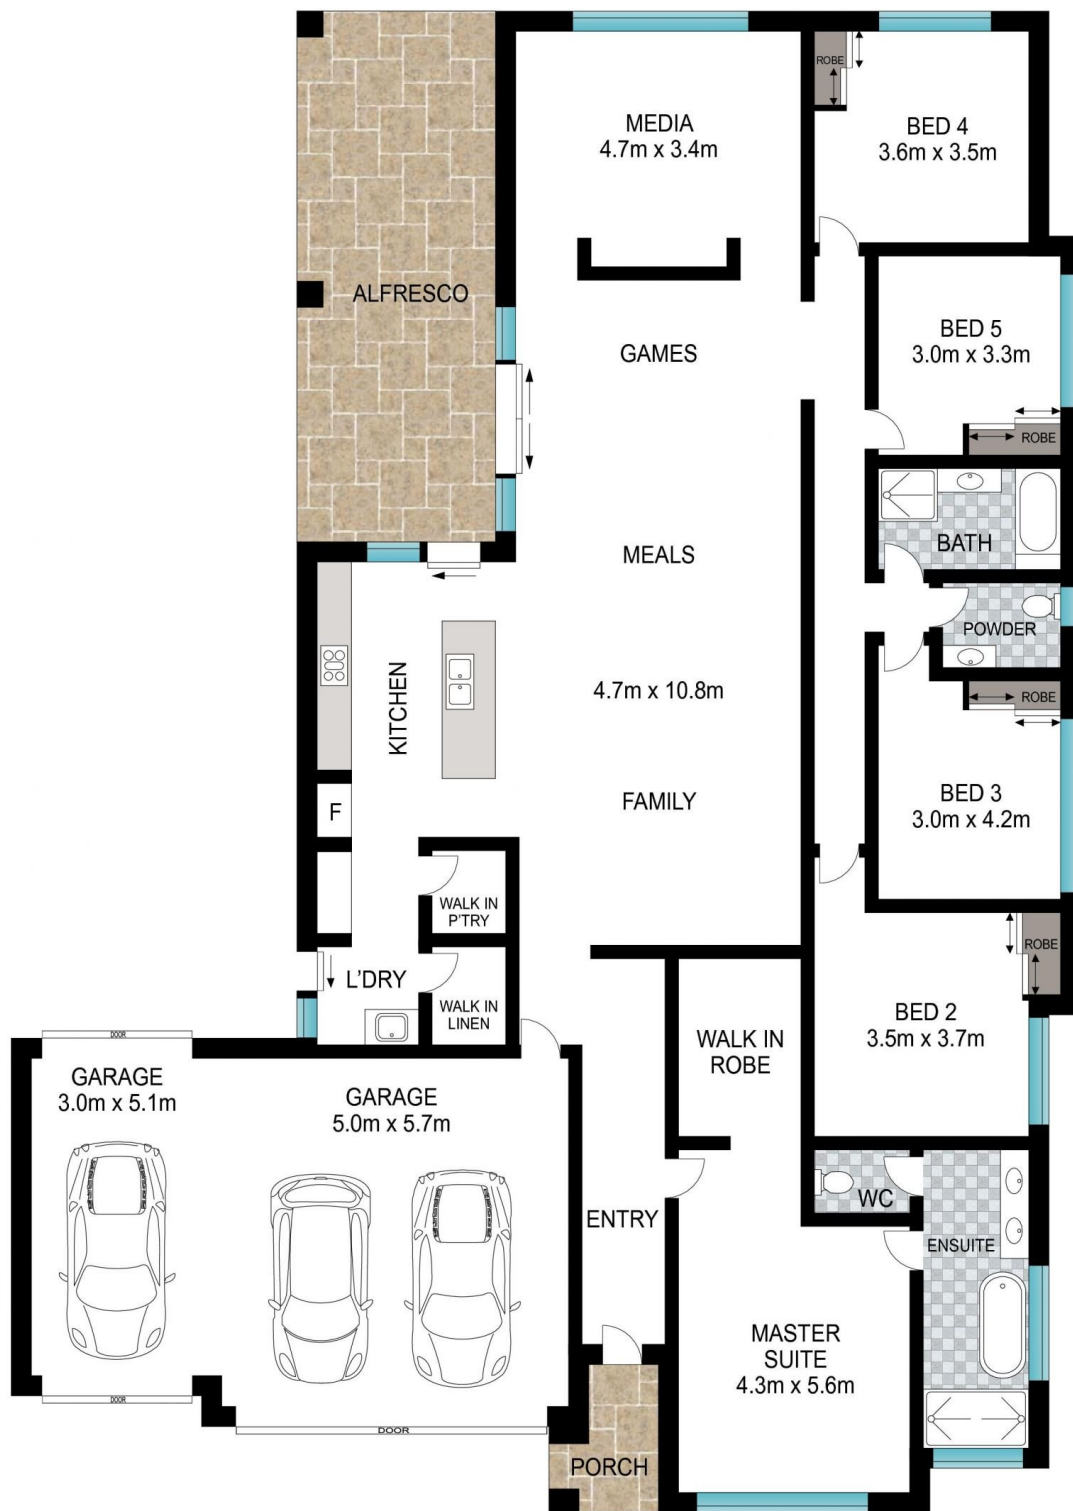 ROBE
MEDIA
4.7m x 3.4m
BED 4
3.6m x 3.5m
ALFRESCO
GAMES
BED 5
3.0m x 3.3m
ROBE
BATH
MEALS
POWDER
ROBE
4.7m x 10.8m
KITCHEN
FAMILY
BED 3
3.0m x 4.2m
F
WALK IN
P'TRY
ROBE
L'DRY
WALK IN
LINEN
BED 2
3.5m x 3.7m
WALK IN
ROBE
DOOR
GARAGE
3.0m x 5.1m
GARAGE
5.0m x 5.7m
WC
ENTRY
ENSUITE
MASTER
SUITE
4.3m x 5.6m
DOOR
DOOR
PORCH